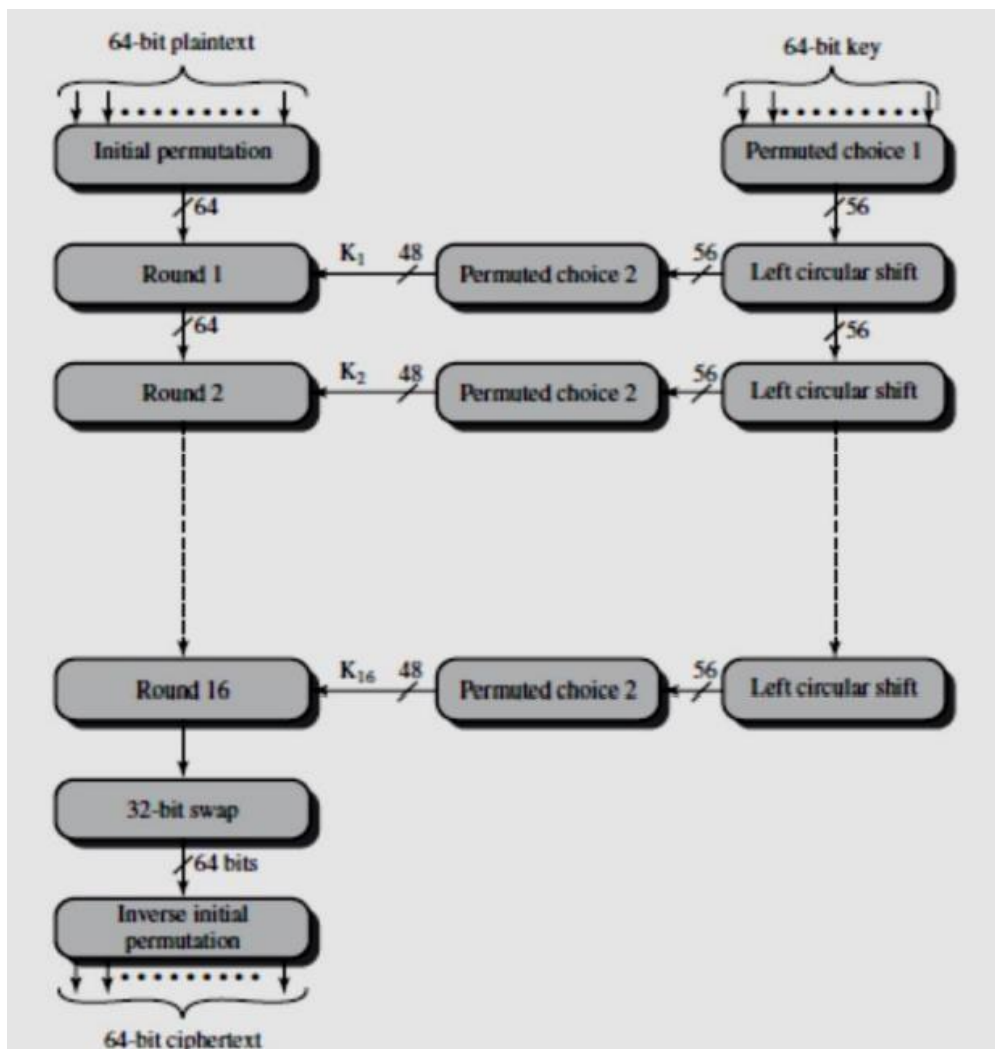 64-bit plaintext
64-bit key
Initial permutation
Permuted choice 1
64
56
Round 1
K1
48
Permuted choice 2
56
Left circular shift
64
56
Round 2
K2
48
Permuted choice 2
56
Left circular shift
Round 16
K16
48
Permuted choice 2
56
Left circular shift
32-bit swap
64 bits
Inverse initial
permutation
64-bit ciphertext